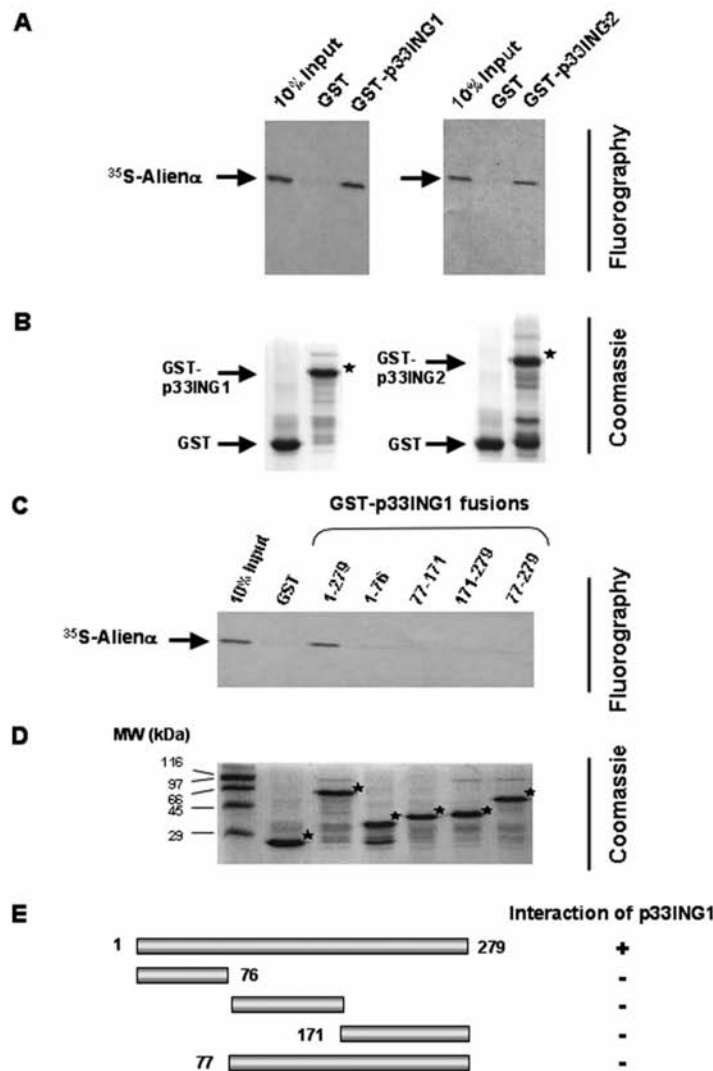 A
10% Input
GST
GST-p33ING1
10% Input
GST
GST-p33ING2
35S-Alienα
Fluorography
B
GST-
p33ING1
GST
GST-
p33ING2
GST
Coomassie
C
GST-p33ING1 fusions
10% Input
GST
1-279
1-76
77-171
171-279
77-279
35S-Alienα
Fluorography
D
MW (kDa)
116
97
66
45
29
Coomassie
E
Interaction of p33ING1
1
279
+
76
-
-
171
-
77
-